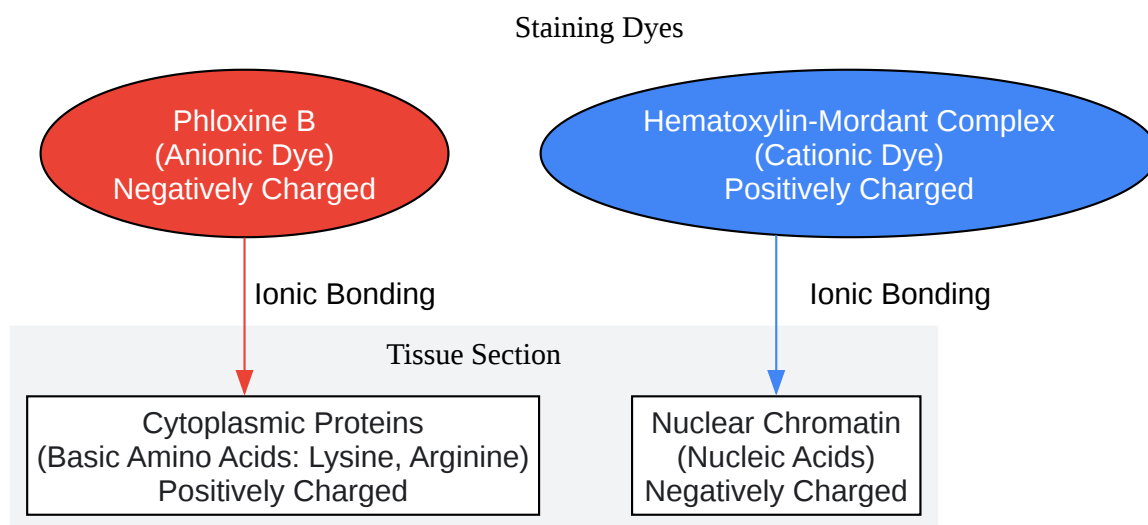 Staining Dyes
Phloxine B
(Anionic Dye)
Negatively Charged
Hematoxylin-Mordant Complex
(Cationic Dye)
Positively Charged
Ionic Bonding
Ionic Bonding
Tissue Section
Cytoplasmic Proteins
(Basic Amino Acids: Lysine, Arginine)
Positively Charged
Nuclear Chromatin
(Nucleic Acids)
Negatively Charged